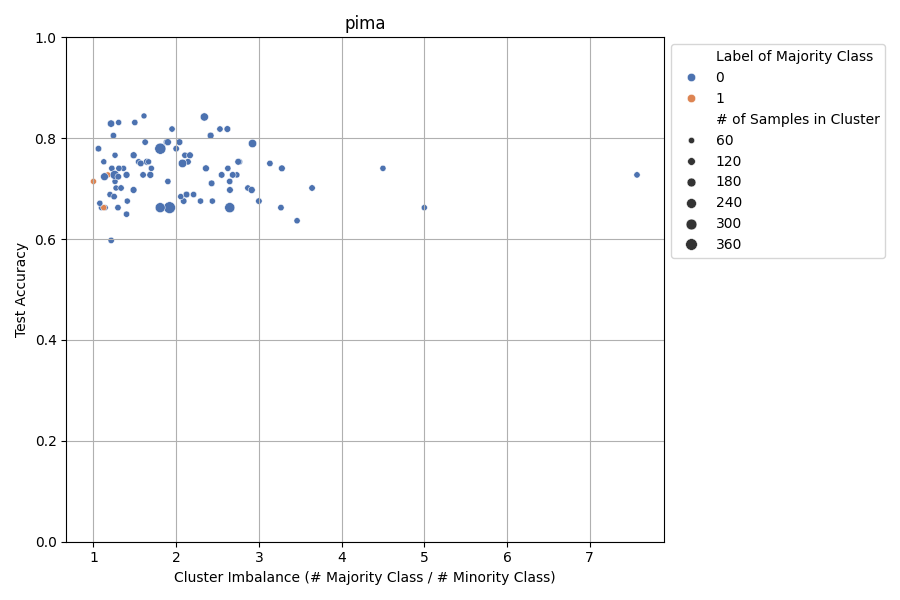 pima
1.0
0.8
0.6
0.4
0.2
0.0
Test Accuracy
1 2 3 4 5 6 7
Cluster Imbalance (# Majority Class / # Minority Class)
Label of Majority Class
0
1
# of Samples in Cluster
60
120
180
240
300
360